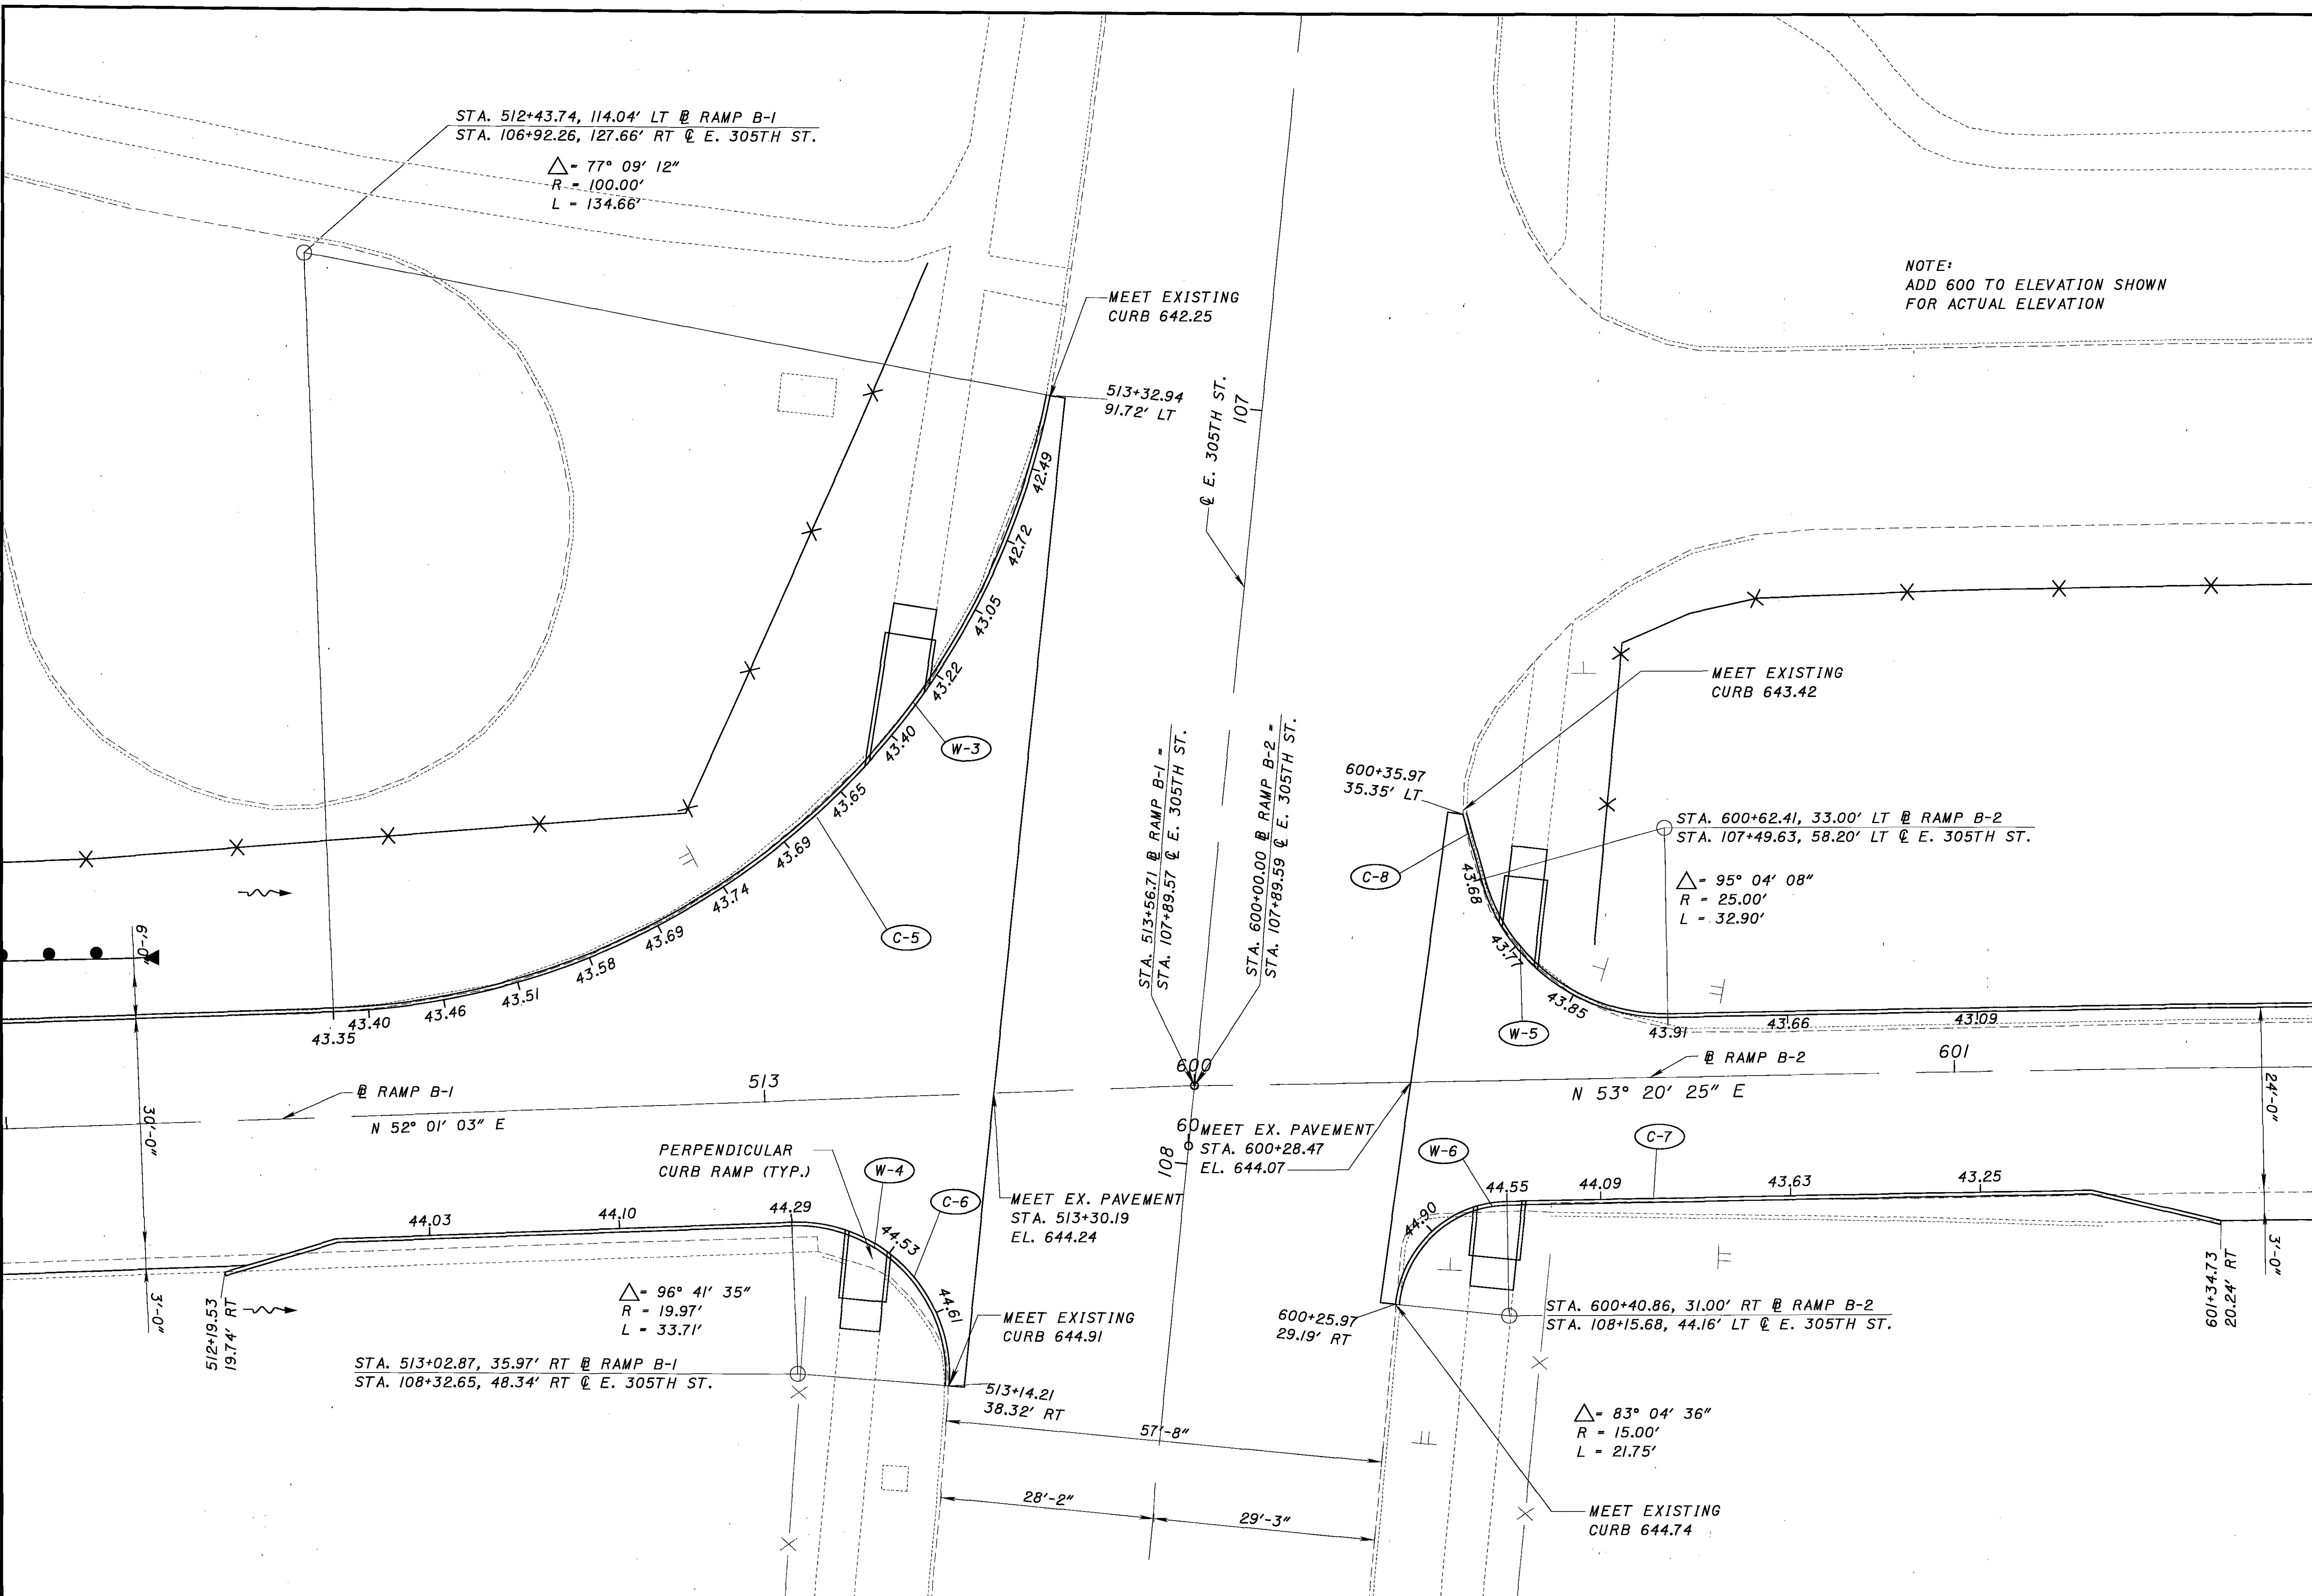 STA. 512+43.74, 114.04' LT ⅊ RAMP B-1
STA. 106+92.26, 127.66' RT ℄ E. 305TH ST.
△= 77° 09' 12"
R = 100.00'
L = 134.66'
NOTE:
ADD 600 TO ELEVATION SHOWN
FOR ACTUAL ELEVATION
MEET EXISTING
CURB 642.25
513+32.94
91.72' LT
℄ E. 305TH ST.
107
42.49
42.72
43.05
43.22
43.40
43.65
43.69
43.74
43.69
43.58
43.51
43.46
43.40
43.35
W-3
C-5
MEET EXISTING
CURB 643.42
600+35.97
35.35' LT
STA. 513+56.71 ⅊ RAMP B-1 =
STA. 107+89.57 ℄ E. 305TH ST.
STA. 600+00.00 ⅊ RAMP B-2 =
STA. 107+89.59 ℄ E. 305TH ST.
STA. 600+62.41, 33.00' LT ⅊ RAMP B-2
STA. 107+49.63, 58.20' LT ℄ E. 305TH ST.
△= 95° 04' 08"
R = 25.00'
L = 32.90'
C-8
43.68
43.77
43.85
43.91
43.66
43.09
W-5
6'-0"
30'-0"
3'-0"
⅊ RAMP B-1
N 52° 01' 03" E
513
600
60
108
⅊ RAMP B-2
601
N 53° 20' 25" E
24'-0"
3'-0"
MEET EX. PAVEMENT
STA. 600+28.47
EL. 644.07
PERPENDICULAR
CURB RAMP (TYP.)
W-4
C-6
W-6
C-7
MEET EX. PAVEMENT
STA. 513+30.19
EL. 644.24
44.03
44.10
44.29
44.53
44.61
44.90
44.55
44.09
43.63
43.25
512+19.53
19.74' RT
△= 96° 41' 35"
R = 19.97'
L = 33.71'
MEET EXISTING
CURB 644.91
600+25.97
29.19' RT
STA. 600+40.86, 31.00' RT ⅊ RAMP B-2
STA. 108+15.68, 44.16' LT ℄ E. 305TH ST.
601+34.73
20.24' RT
STA. 513+02.87, 35.97' RT ⅊ RAMP B-1
STA. 108+32.65, 48.34' RT ℄ E. 305TH ST.
513+14.21
38.32' RT
57'-8"
△= 83° 04' 36"
R = 15.00'
L = 21.75'
28'-2"
29'-3"
MEET EXISTING
CURB 644.74